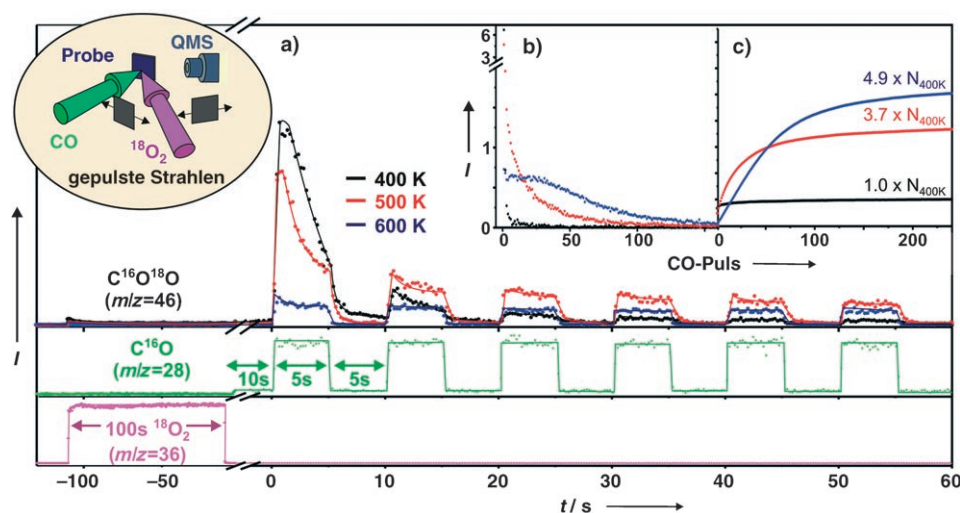 Probe
QMS
CO
¹⁸O₂
gepulste Strahlen
a)
b)
c)
6
5
1
0
I
4.9 x N400K
3.7 x N400K
1.0 x N400K
0 50 100 0 100 200
CO-Puls
400 K
500 K
600 K
C¹⁶O¹⁸O
(m/z=46)
I
C¹⁶O
(m/z=28)
10s 5s 5s
100s ¹⁸O₂
(m/z=36)
–100 –50 0 10 20 30 40 50 60
t / s